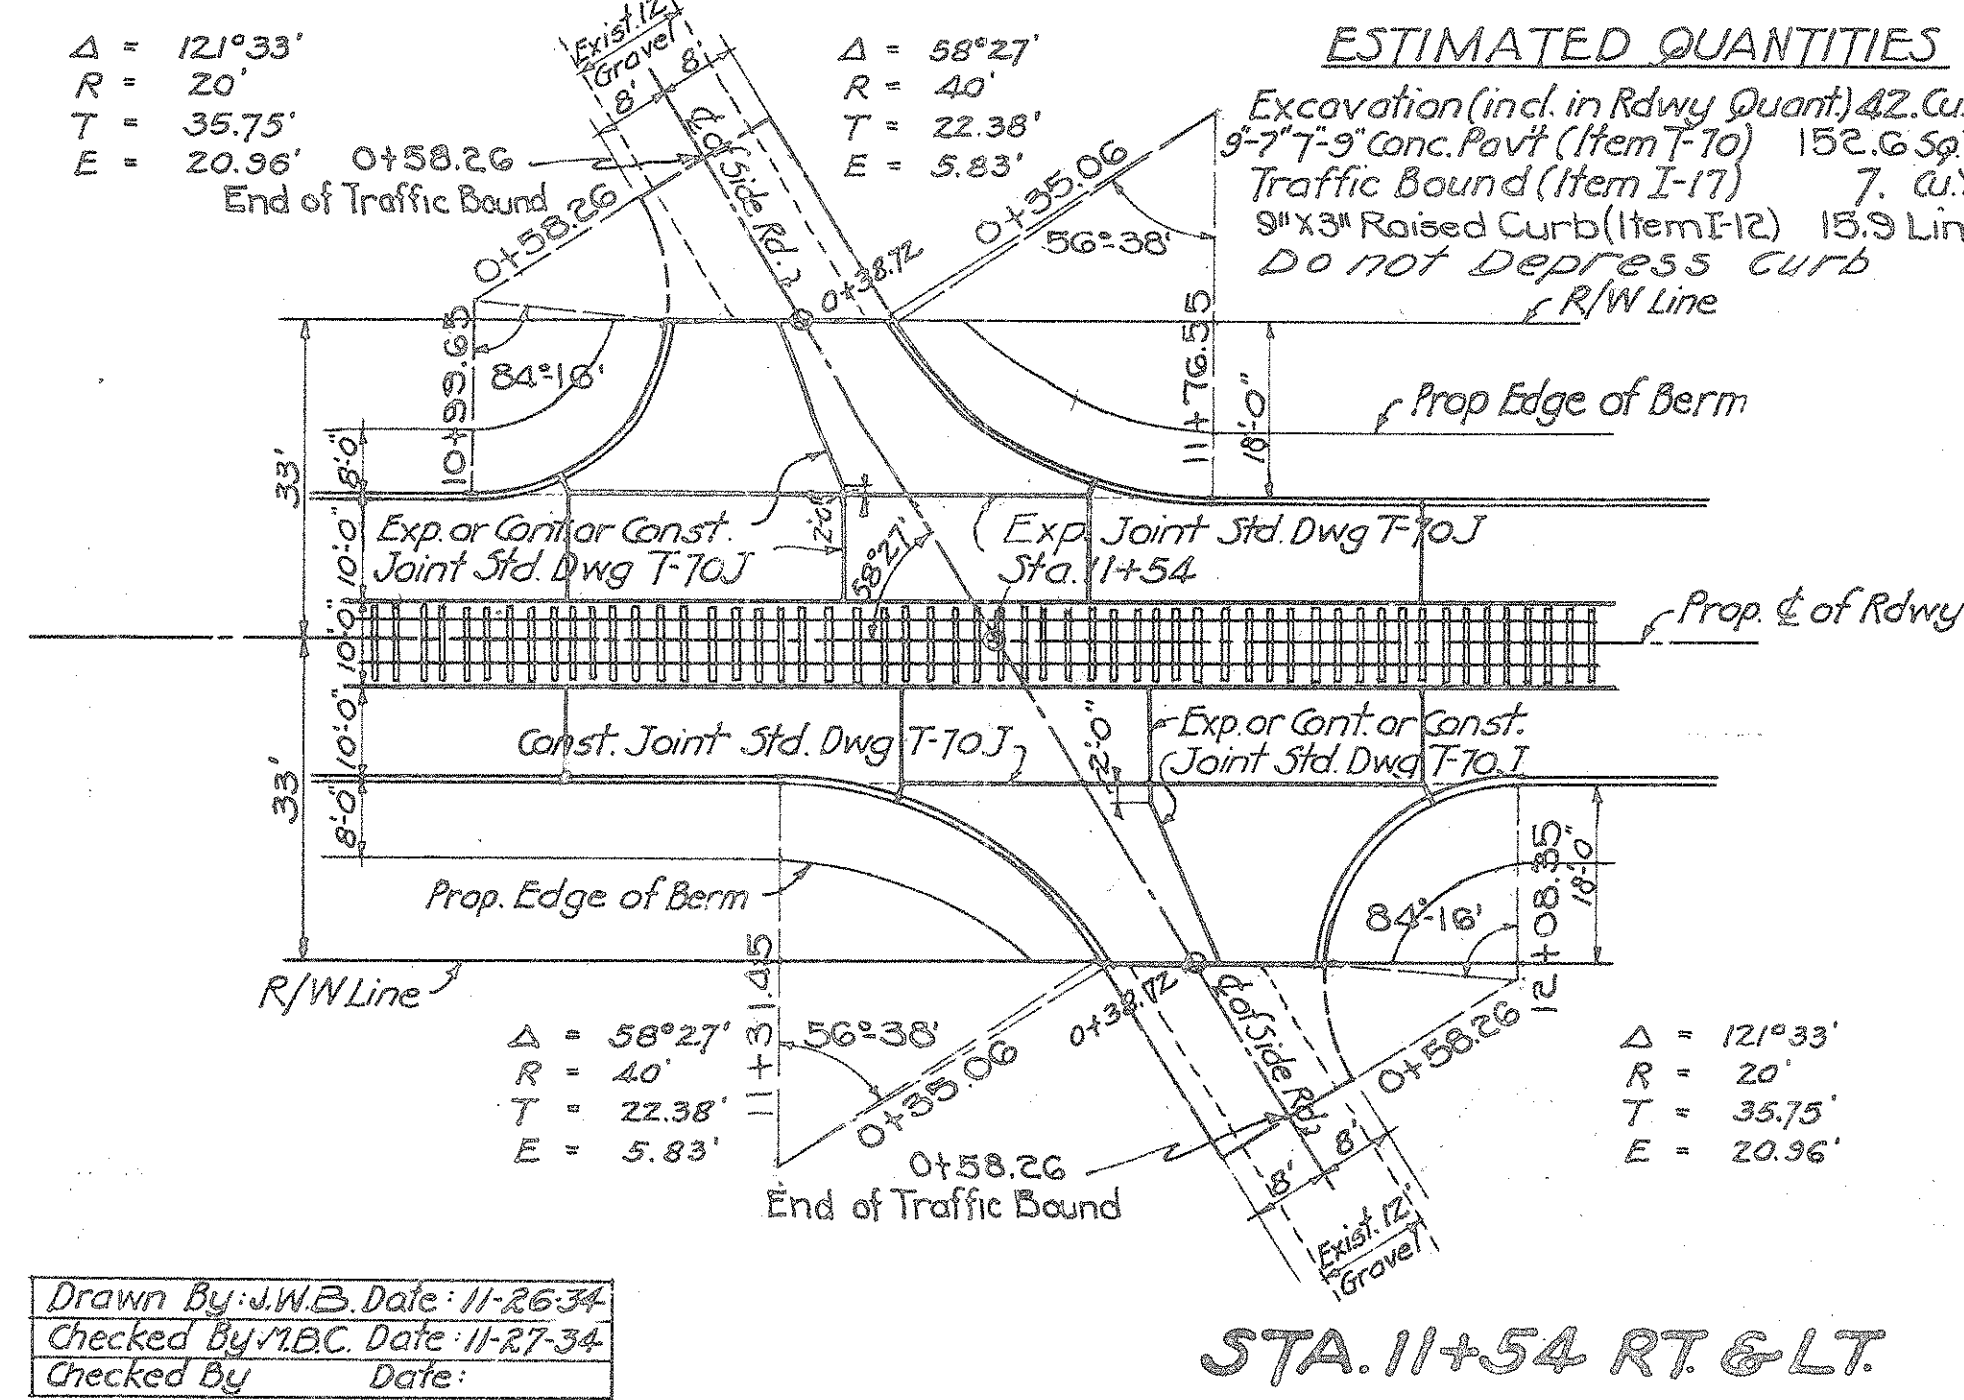 Δ = 121°33'
R = 20'
T = 35.75'
E = 20.96'
0+58.26
End of Traffic Bound
Exist. 12'
Gravel
8'
8'
Δ = 58°27'
R = 40'
T = 22.38'
E = 5.83'
ESTIMATED QUANTITIES
Excavation (incl. in Rdwy Quant.) 42. Cu.
9"-7"7"-9" Conc. Pav't (Item T-70) 152.6 Sq.
Traffic Bound (Item I-17) 7. Cu.
9"X3" Raised Curb (Item I-12) 15.9 Lin
Do not Depress Curb
R/W Line
0+58.26
℄ of Side Rd.
0+38.72
0+35.06
56°-38'
10+99.65
84°-16'
11+76.55
18'-0"
Prop Edge of Berm
33'
8'-0"
10'-0"
10'-0"
10'-0"
8'-0"
33'
Exp. or Cont. or Const.
Joint Std. Dwg T-70J
2'-0"
58°27'
Exp. Joint Std. Dwg T-70J
Sta. 11+54
Prop. ℄ of Rdwy
Const. Joint Std. Dwg T-70J
2'-0"
Exp. or Cont. or Const.
Joint Std. Dwg T-70J
Prop. Edge of Berm
R/W Line
11+31.45
56°-38'
0+35.06
0+38.72
℄ of Side Rd.
84°-16'
12+08.35
18'-0"
0+58.26
Δ = 58°27'
R = 40'
T = 22.38'
E = 5.83'
0+58.26
End of Traffic Bound
8'
8'
Exist. 12'
Gravel
Δ = 121°33'
R = 20'
T = 35.75'
E = 20.96'
Drawn By: J.W.B. Date: 11-26-34
Checked By M.B.C. Date: 11-27-34
Checked By Date:
STA. 11+54 RT. & LT.